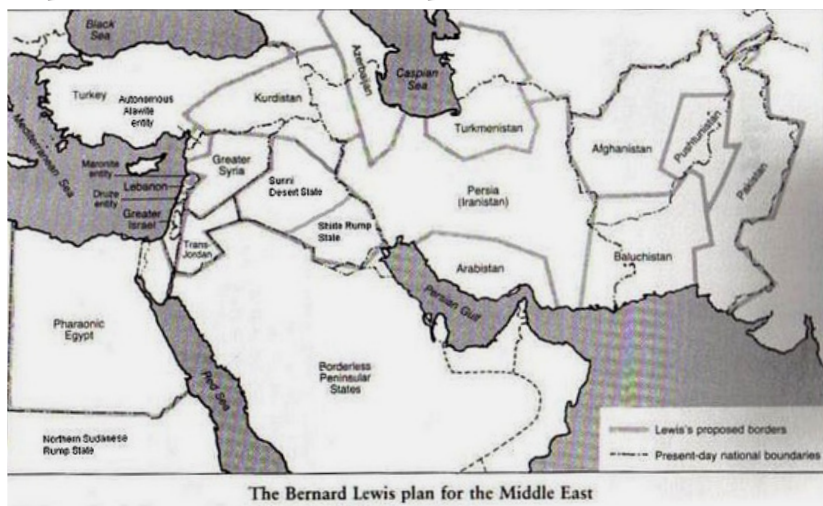 Black
Sea
Caspian
Sea
Azerbaijan
Turkey
Autonomous
Alawite
entity
Kurdistan
Turkmenistan
Mediterranean Sea
Maronite
entity
Lebanon
Druze
entity
Greater
Israel
Greater
Syria
Sunni
Desert State
Shiite Rump
State
Trans-
Jordan
Persia
(Iranistan)
Afghanistan
Pushtunistan
Pakistan
Baluchistan
Arabistan
Persian Gulf
Pharaonic
Egypt
Red Sea
Borderless
Peninsular
States
Northern Sudanese
Rump State
Lewis's proposed borders
Present-day national boundaries
The Bernard Lewis plan for the Middle East